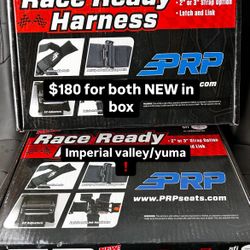 Race Ready
Harness
• 2" or 3" Strap Option
• Latch and Link
PRP
.com
$180 for both NEW in
box
Race Ready
• 2" or 3" Strap Option
Imperial valley/yuma
PRP
www.PRPseats.com